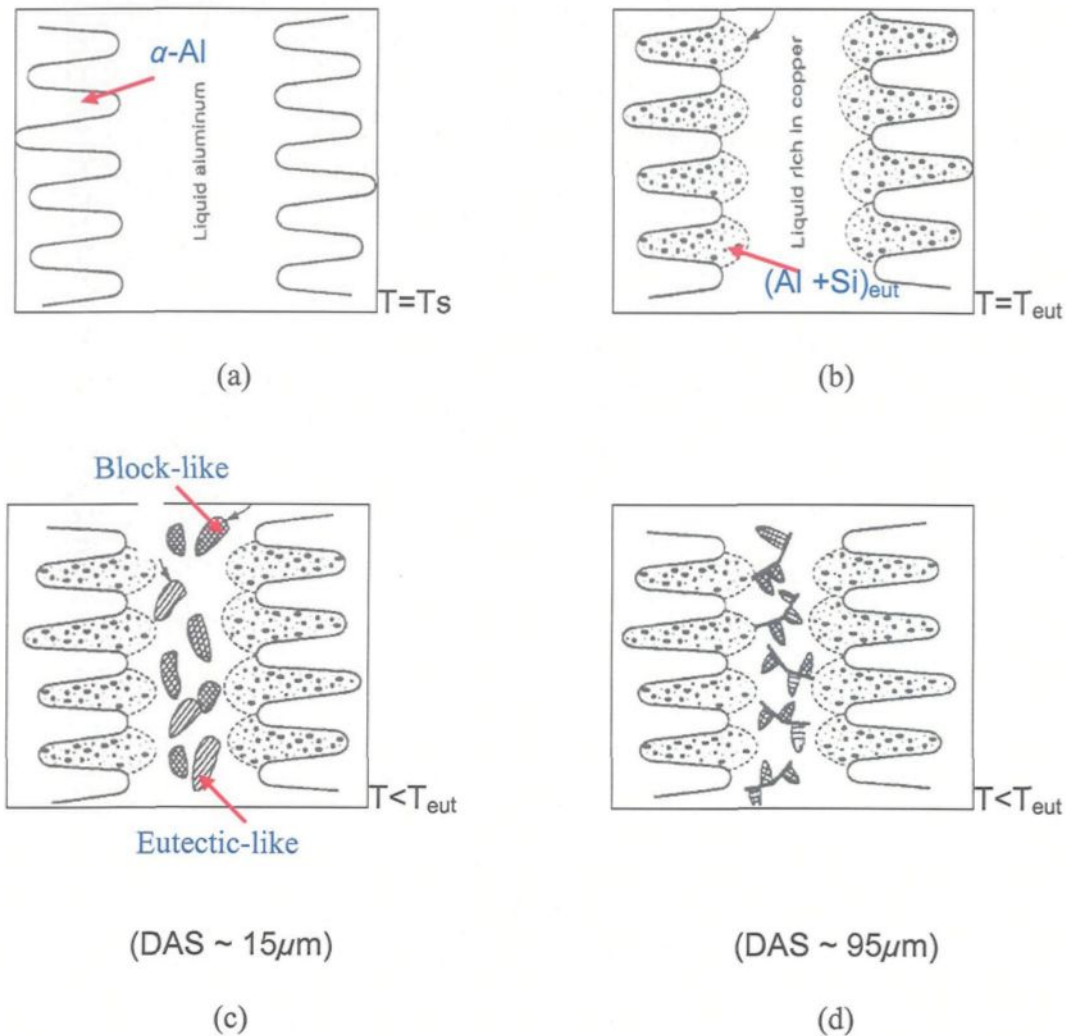 α-Al
Liquid aluminum
T=Ts
(a)
Liquid rich in copper
(Al +Si)eut
T=Teut
(b)
Block-like
Eutectic-like
T<Teut
(DAS ~ 15µm)
(c)
T<Teut
(DAS ~ 95µm)
(d)